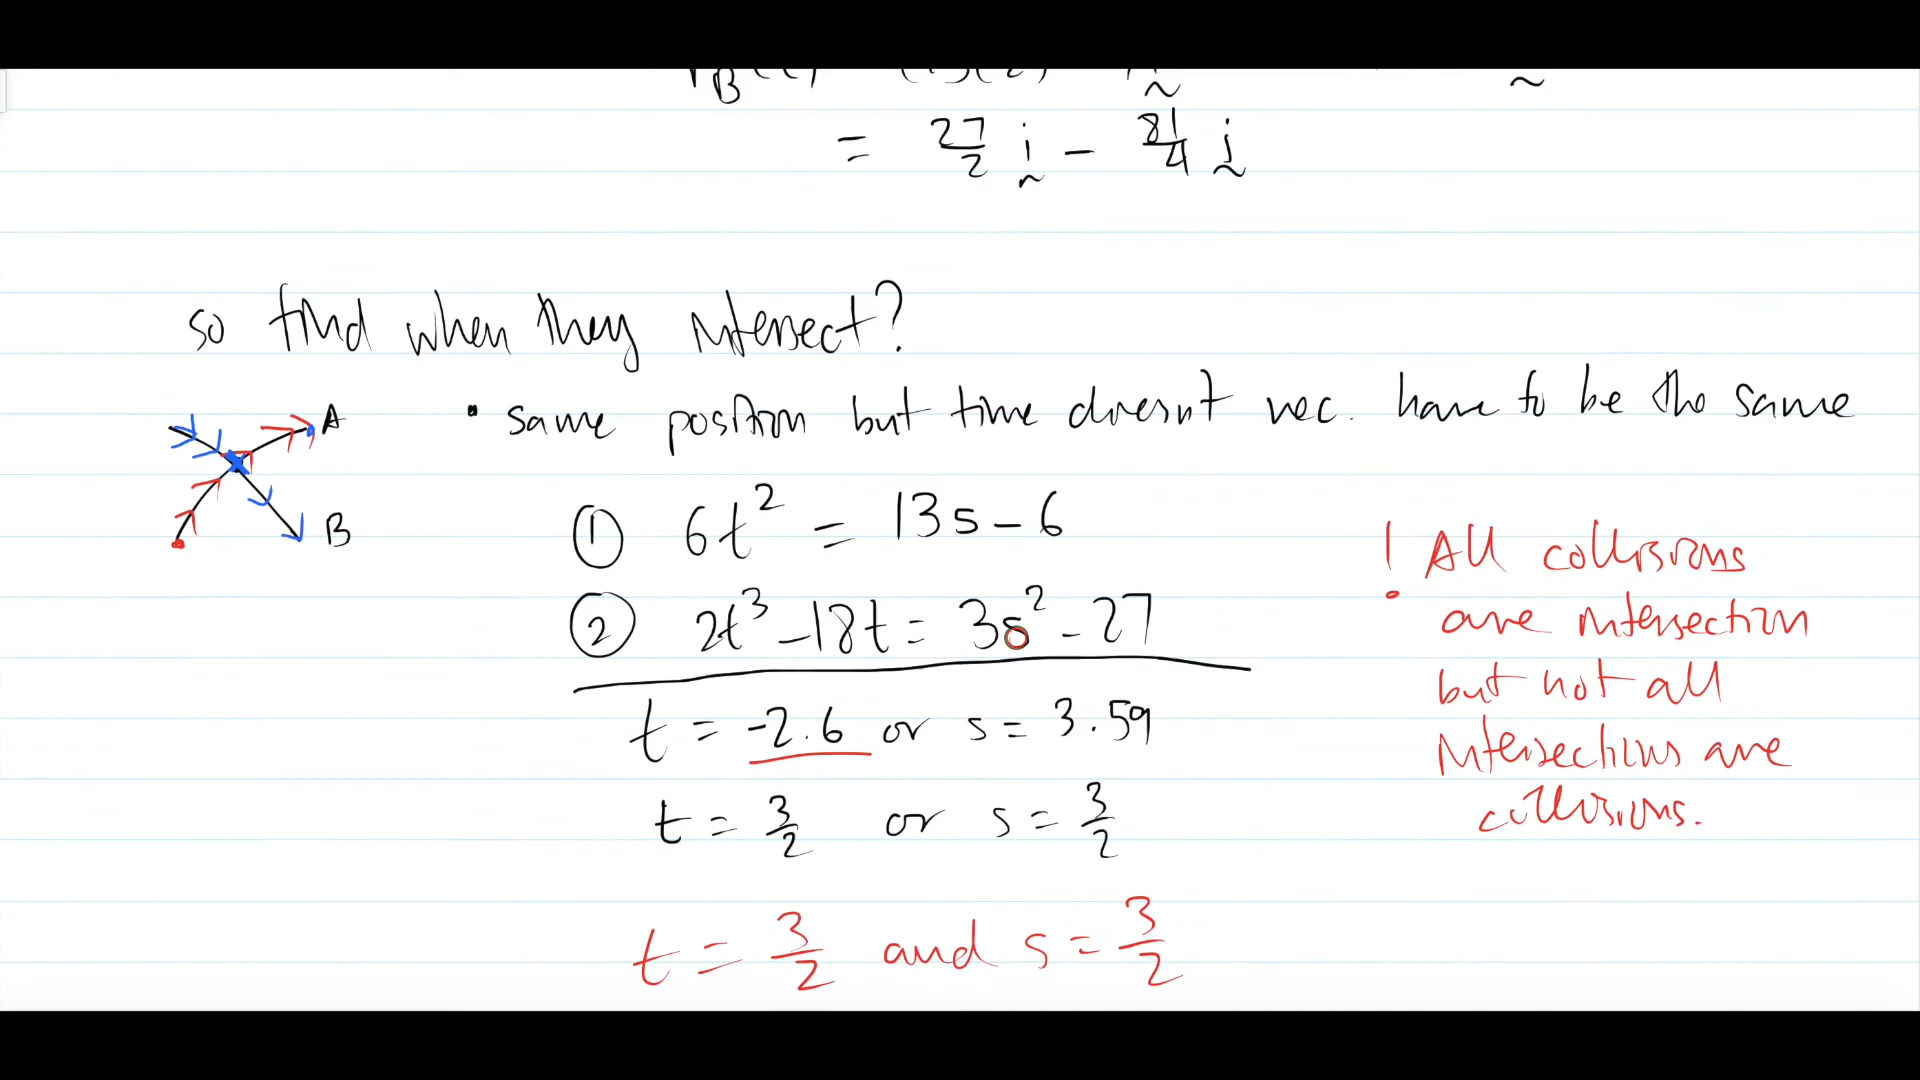 = 27/2 i - 81/4 j
so find when they intersect?
• same position but time doesn't nec. have to be the same
A
B
① 6t² = 13s - 6
② 2t³ - 18t = 3s² - 27
t = -2.6 or s = 3.59
t = 3/2 or s = 3/2
t = 3/2 and s = 3/2
! All collisions
are intersection
but not all
intersections are
collisions.